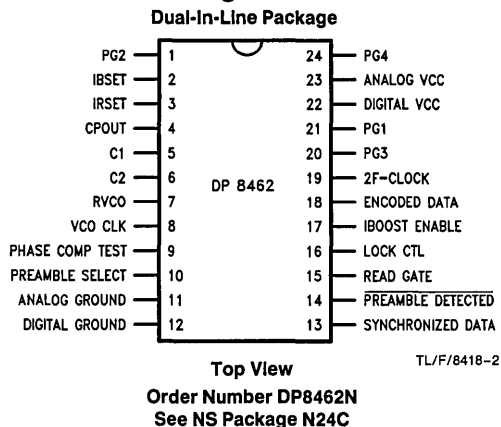 Dual-In-Line Package
PG2 1 24 PG4
IBSET 2 23 ANALOG VCC
IRSET 3 22 DIGITAL VCC
CPOUT 4 21 PG1
C1 5 20 PG3
C2 6 19 2F-CLOCK
DP 8462
RVCO 7 18 ENCODED DATA
VCO CLK 8 17 IBOOST ENABLE
PHASE COMP TEST 9 16 LOCK CTL
PREAMBLE SELECT 10 15 READ GATE
ANALOG GROUND 11 14 PREAMBLE DETECTED
DIGITAL GROUND 12 13 SYNCHRONIZED DATA
TL/F/8418-2
Top View
Order Number DP8462N
See NS Package N24C